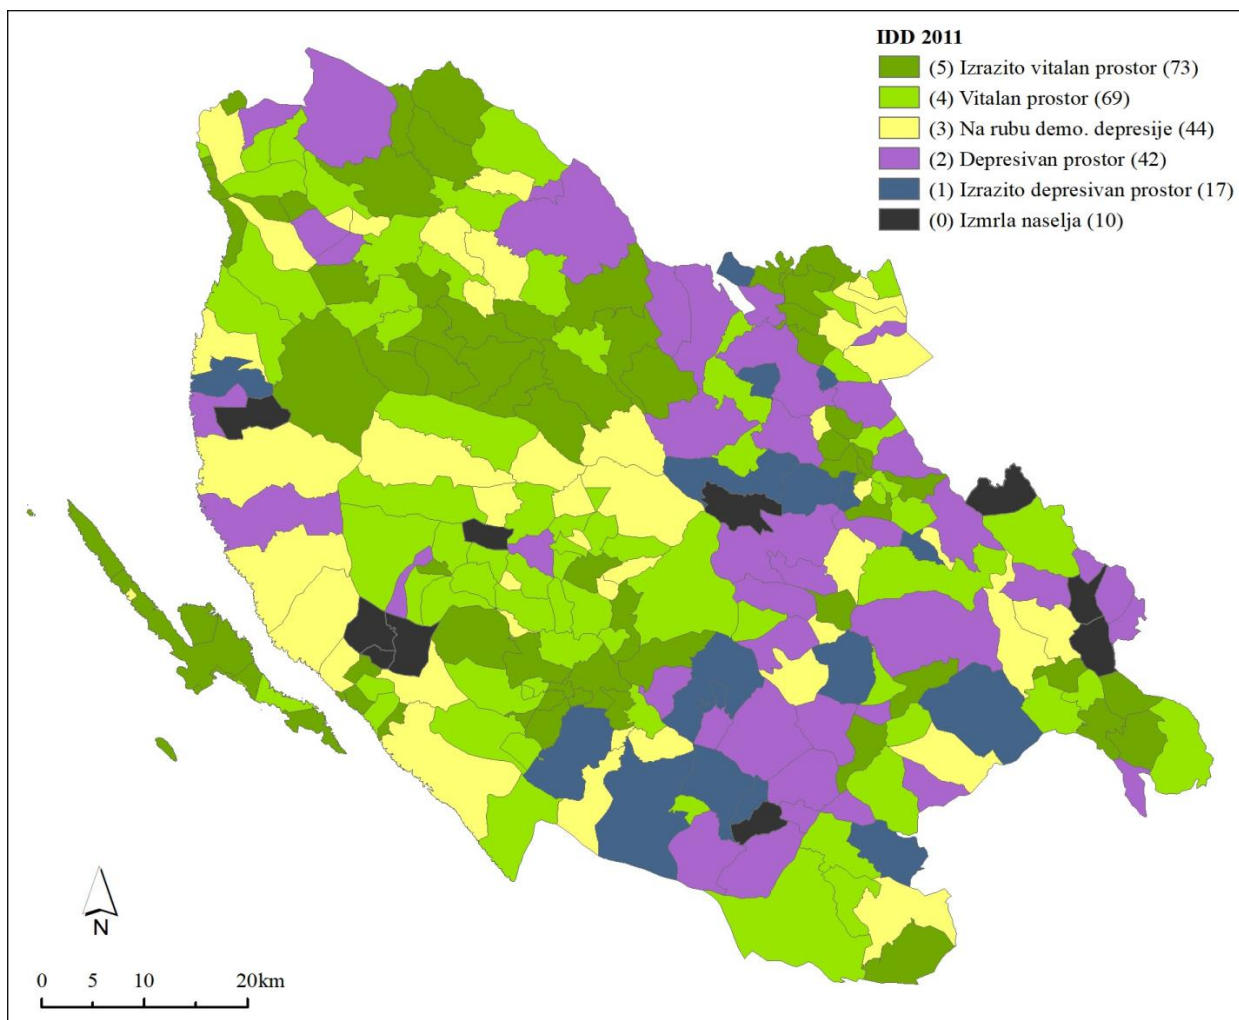 IDD 2011
(5) Izrazito vitalan prostor (73)
(4) Vitalan prostor (69)
(3) Na rubu demo. depresije (44)
(2) Depresivan prostor (42)
(1) Izrazito depresivan prostor (17)
(0) Izmrla naselja (10)
N
0 5 10 20km